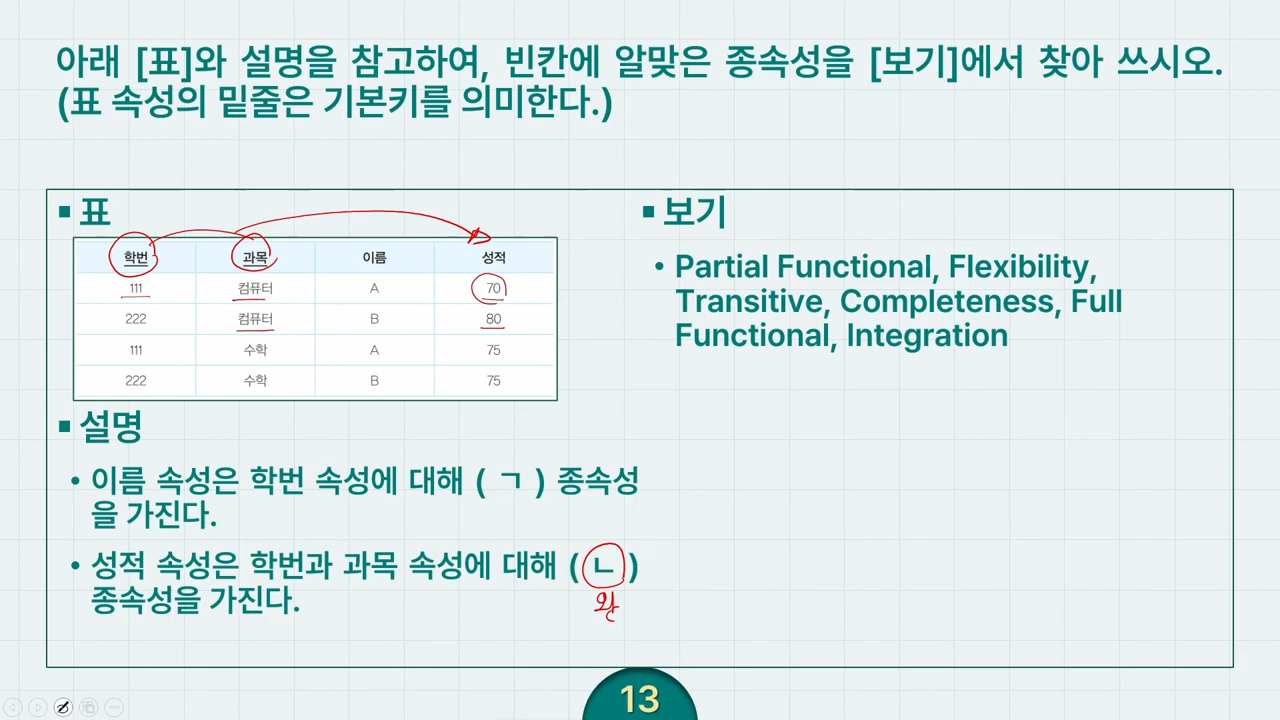 아래 [표]와 설명을 참고하여, 빈칸에 알맞은 종속성을 [보기]에서 찾아 쓰시오.
(표 속성의 밑줄은 기본키를 의미한다.)
■ 표
학번 과목 이름 성적
111 컴퓨터 A 70
222 컴퓨터 B 80
111 수학 A 75
222 수학 B 75
■ 설명
• 이름 속성은 학번 속성에 대해 ( ㄱ ) 종속성
을 가진다.
• 성적 속성은 학번과 과목 속성에 대해 ( ㄴ )
종속성을 가진다.
완
■ 보기
• Partial Functional, Flexibility,
Transitive, Completeness, Full
Functional, Integration
13